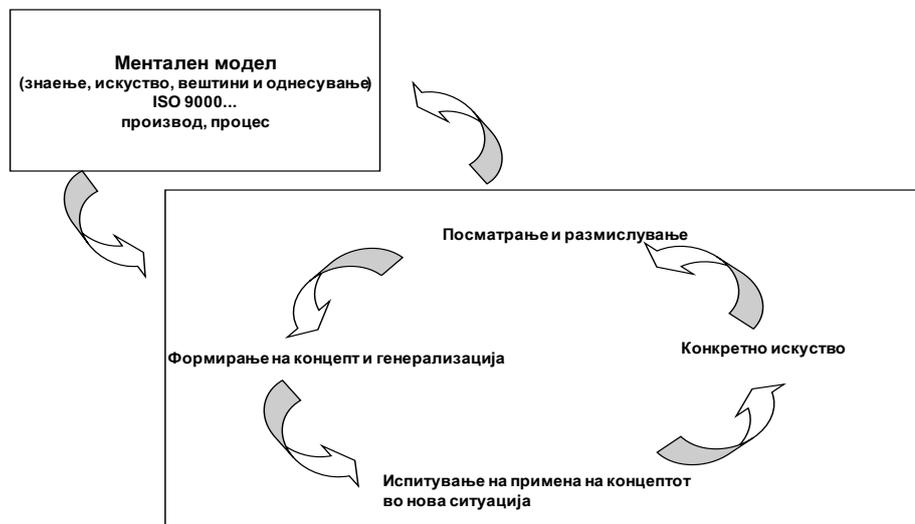 Ментален модел
(знаење, искуство, вештини и однесување)
ISO 9000...
производ, процес
Посматрање и размислување
Формирање на концепт и генерализација
Конкретно искуство
Испитување на примена на концептот
во нова ситуација